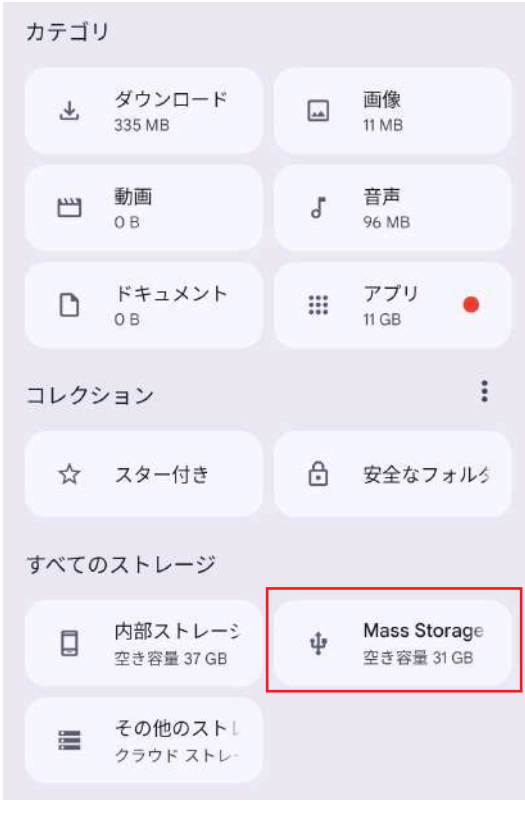 カテゴリ
ダウンロード
335 MB
画像
11 MB
動画
0 B
音声
96 MB
ドキュメント
0 B
アプリ
11 GB
コレクション
スター付き
安全なフォルダ
すべてのストレージ
内部ストレージ
空き容量 37 GB
Mass Storage
空き容量 31 GB
その他のスト
クラウド ストレー